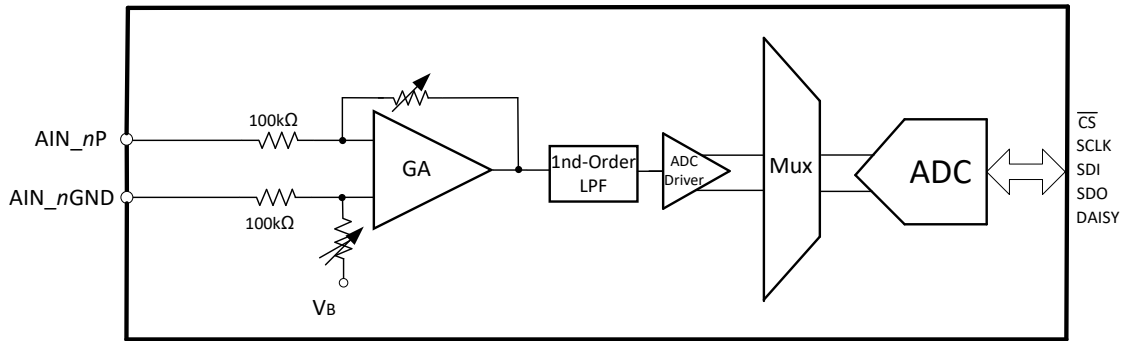 AIN_nP
100kΩ
GA
AIN_nGND
100kΩ
VB
1nd-Order
LPF
ADC
Driver
Mux
ADC
CS
SCLK
SDI
SDO
DAISY